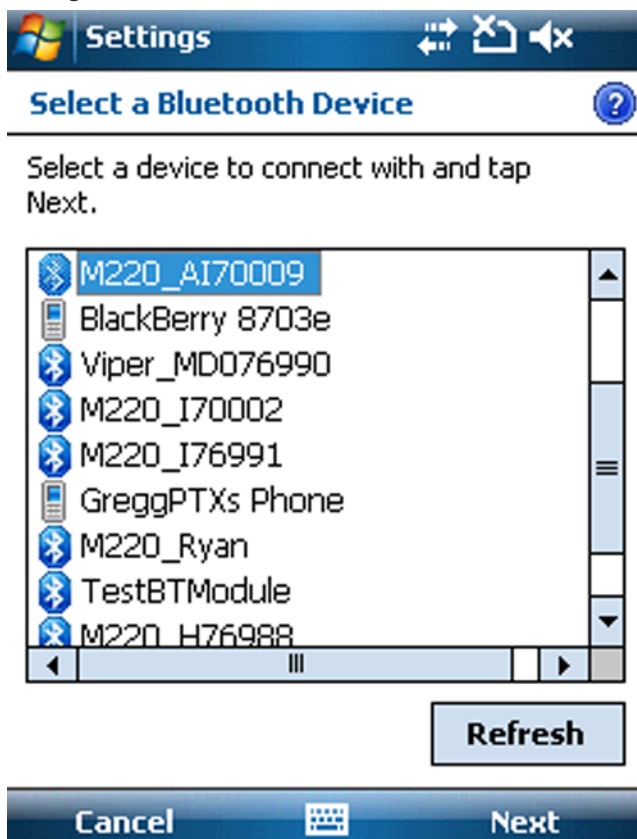 Settings
Select a Bluetooth Device
Select a device to connect with and tap
Next.
M220_AI70009
BlackBerry 8703e
Viper_MD076990
M220_I70002
M220_I76991
GreggPTXs Phone
M220_Ryan
TestBTModule
M220_H76988
Refresh
Cancel
Next